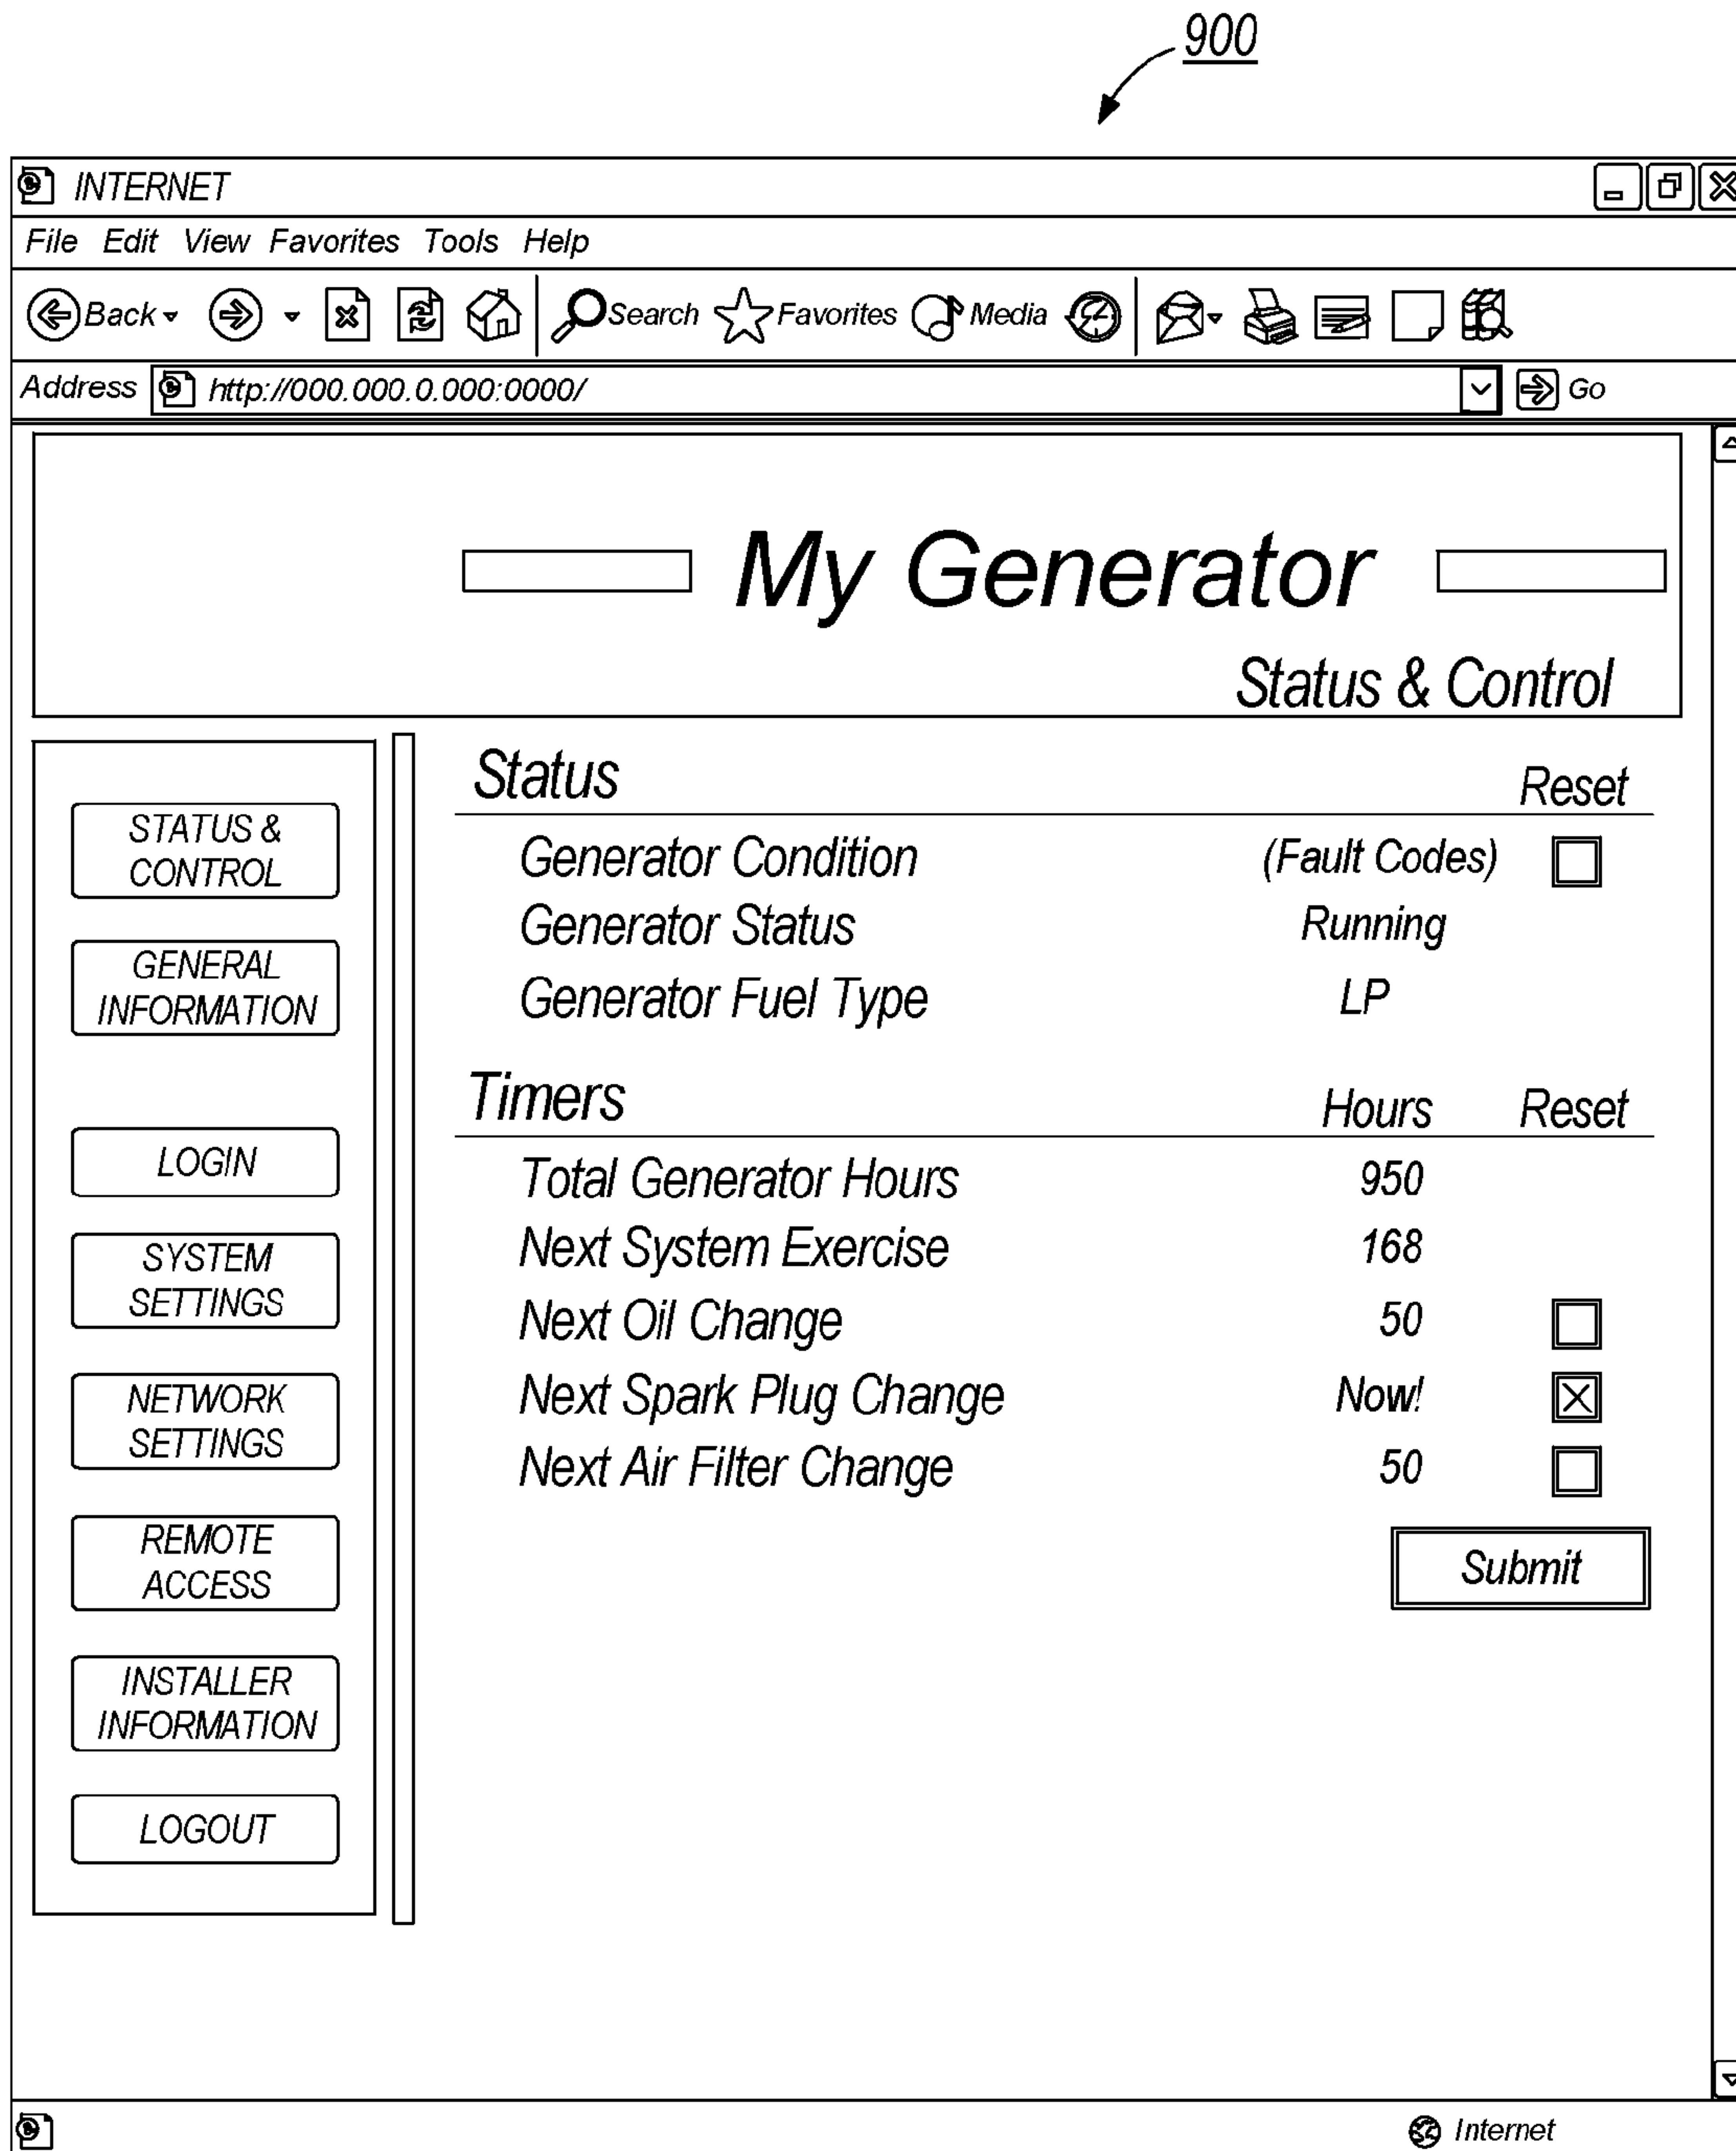 900
INTERNET
File Edit View Favorites Tools Help
Back Search Favorites Media
Address http://000.000.0.000:0000/ Go
My Generator
Status & Control
STATUS &
CONTROL
GENERAL
INFORMATION
LOGIN
SYSTEM
SETTINGS
NETWORK
SETTINGS
REMOTE
ACCESS
INSTALLER
INFORMATION
LOGOUT
Status Reset
Generator Condition (Fault Codes)
Generator Status Running
Generator Fuel Type LP
Timers Hours Reset
Total Generator Hours 950
Next System Exercise 168
Next Oil Change 50
Next Spark Plug Change Now!
Next Air Filter Change 50
Submit
Internet